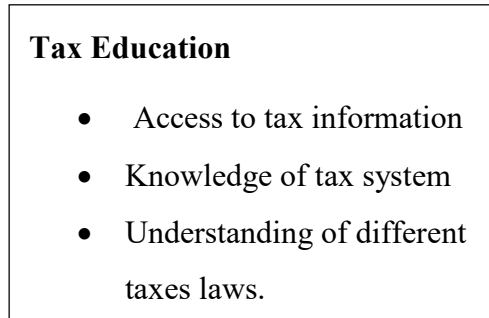 Tax Education
• Access to tax information
• Knowledge of tax system
• Understanding of different
taxes laws.